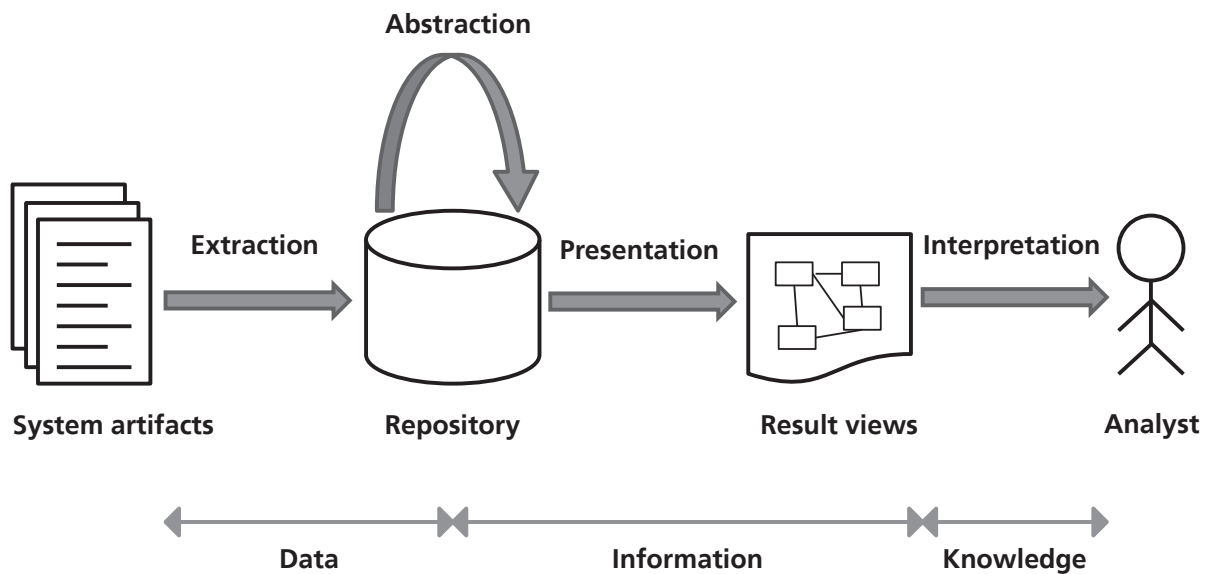 Abstraction
Extraction
Presentation
Interpretation
System artifacts
Repository
Result views
Analyst
Data
Information
Knowledge